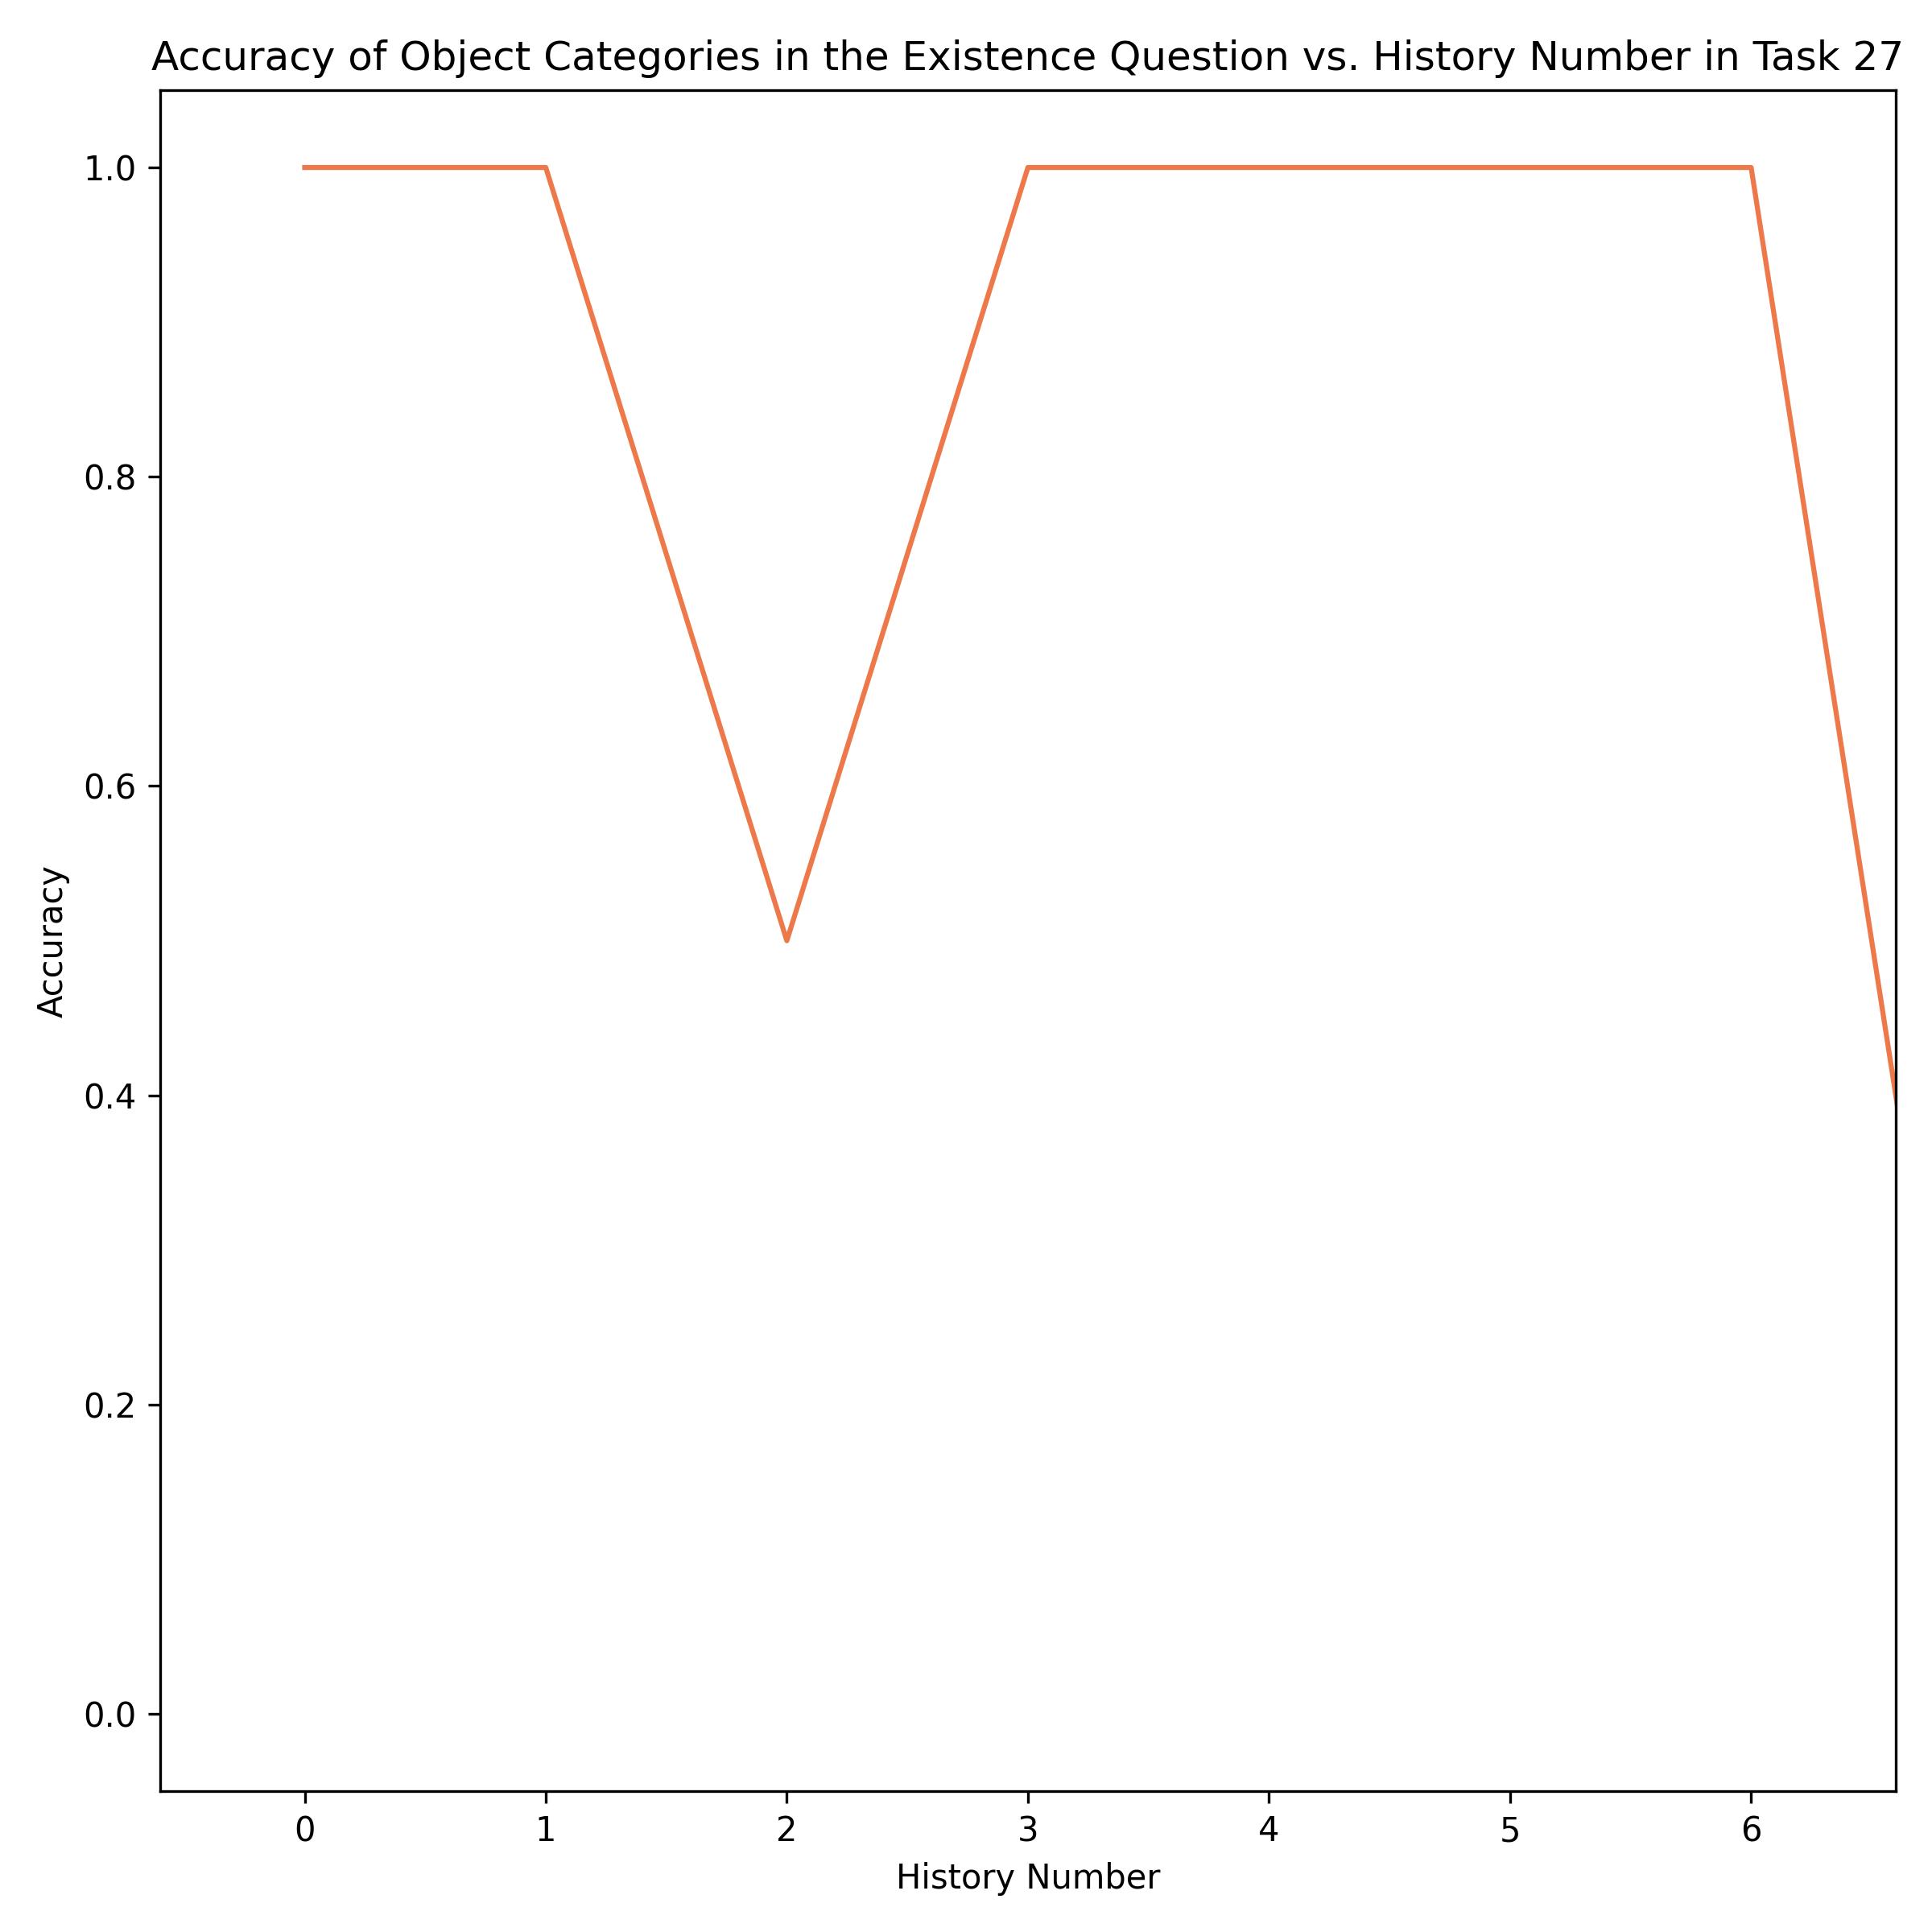 Accuracy of Object Categories in the Existence Question vs. History Number in Task 27
1.0
0.8
0.6
0.4
0.2
0.0
Accuracy
0 1 2 3 4 5 6
History Number